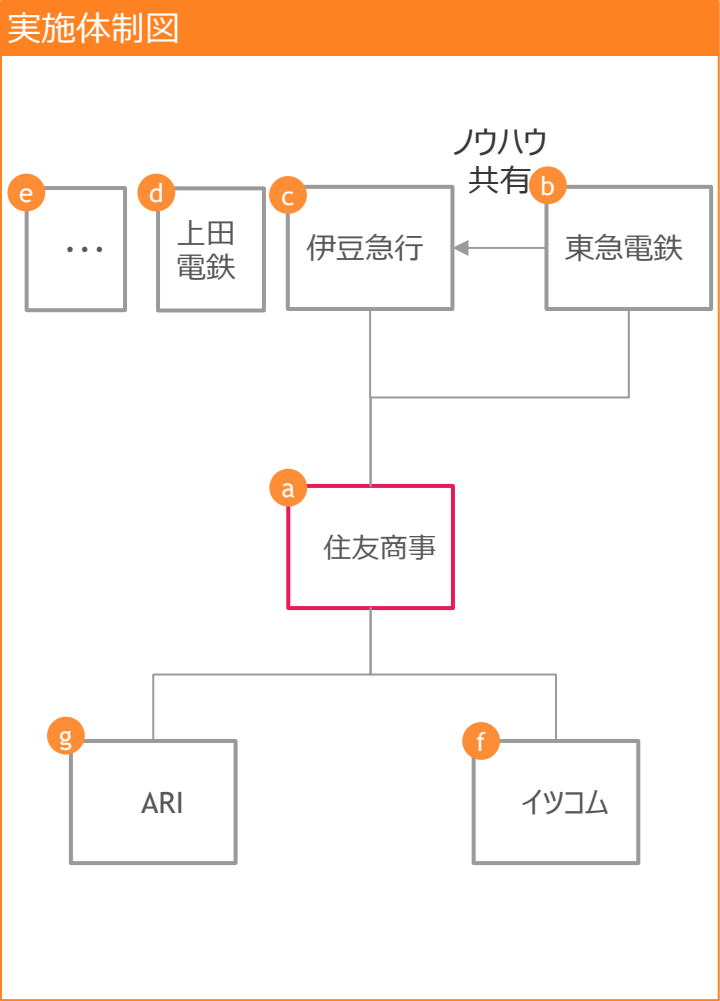 実施体制図
ノウハウ
共有
e
d
c
b
・・・
上田
電鉄
伊豆急行
東急電鉄
a
住友商事
g
f
ARI
イツコム